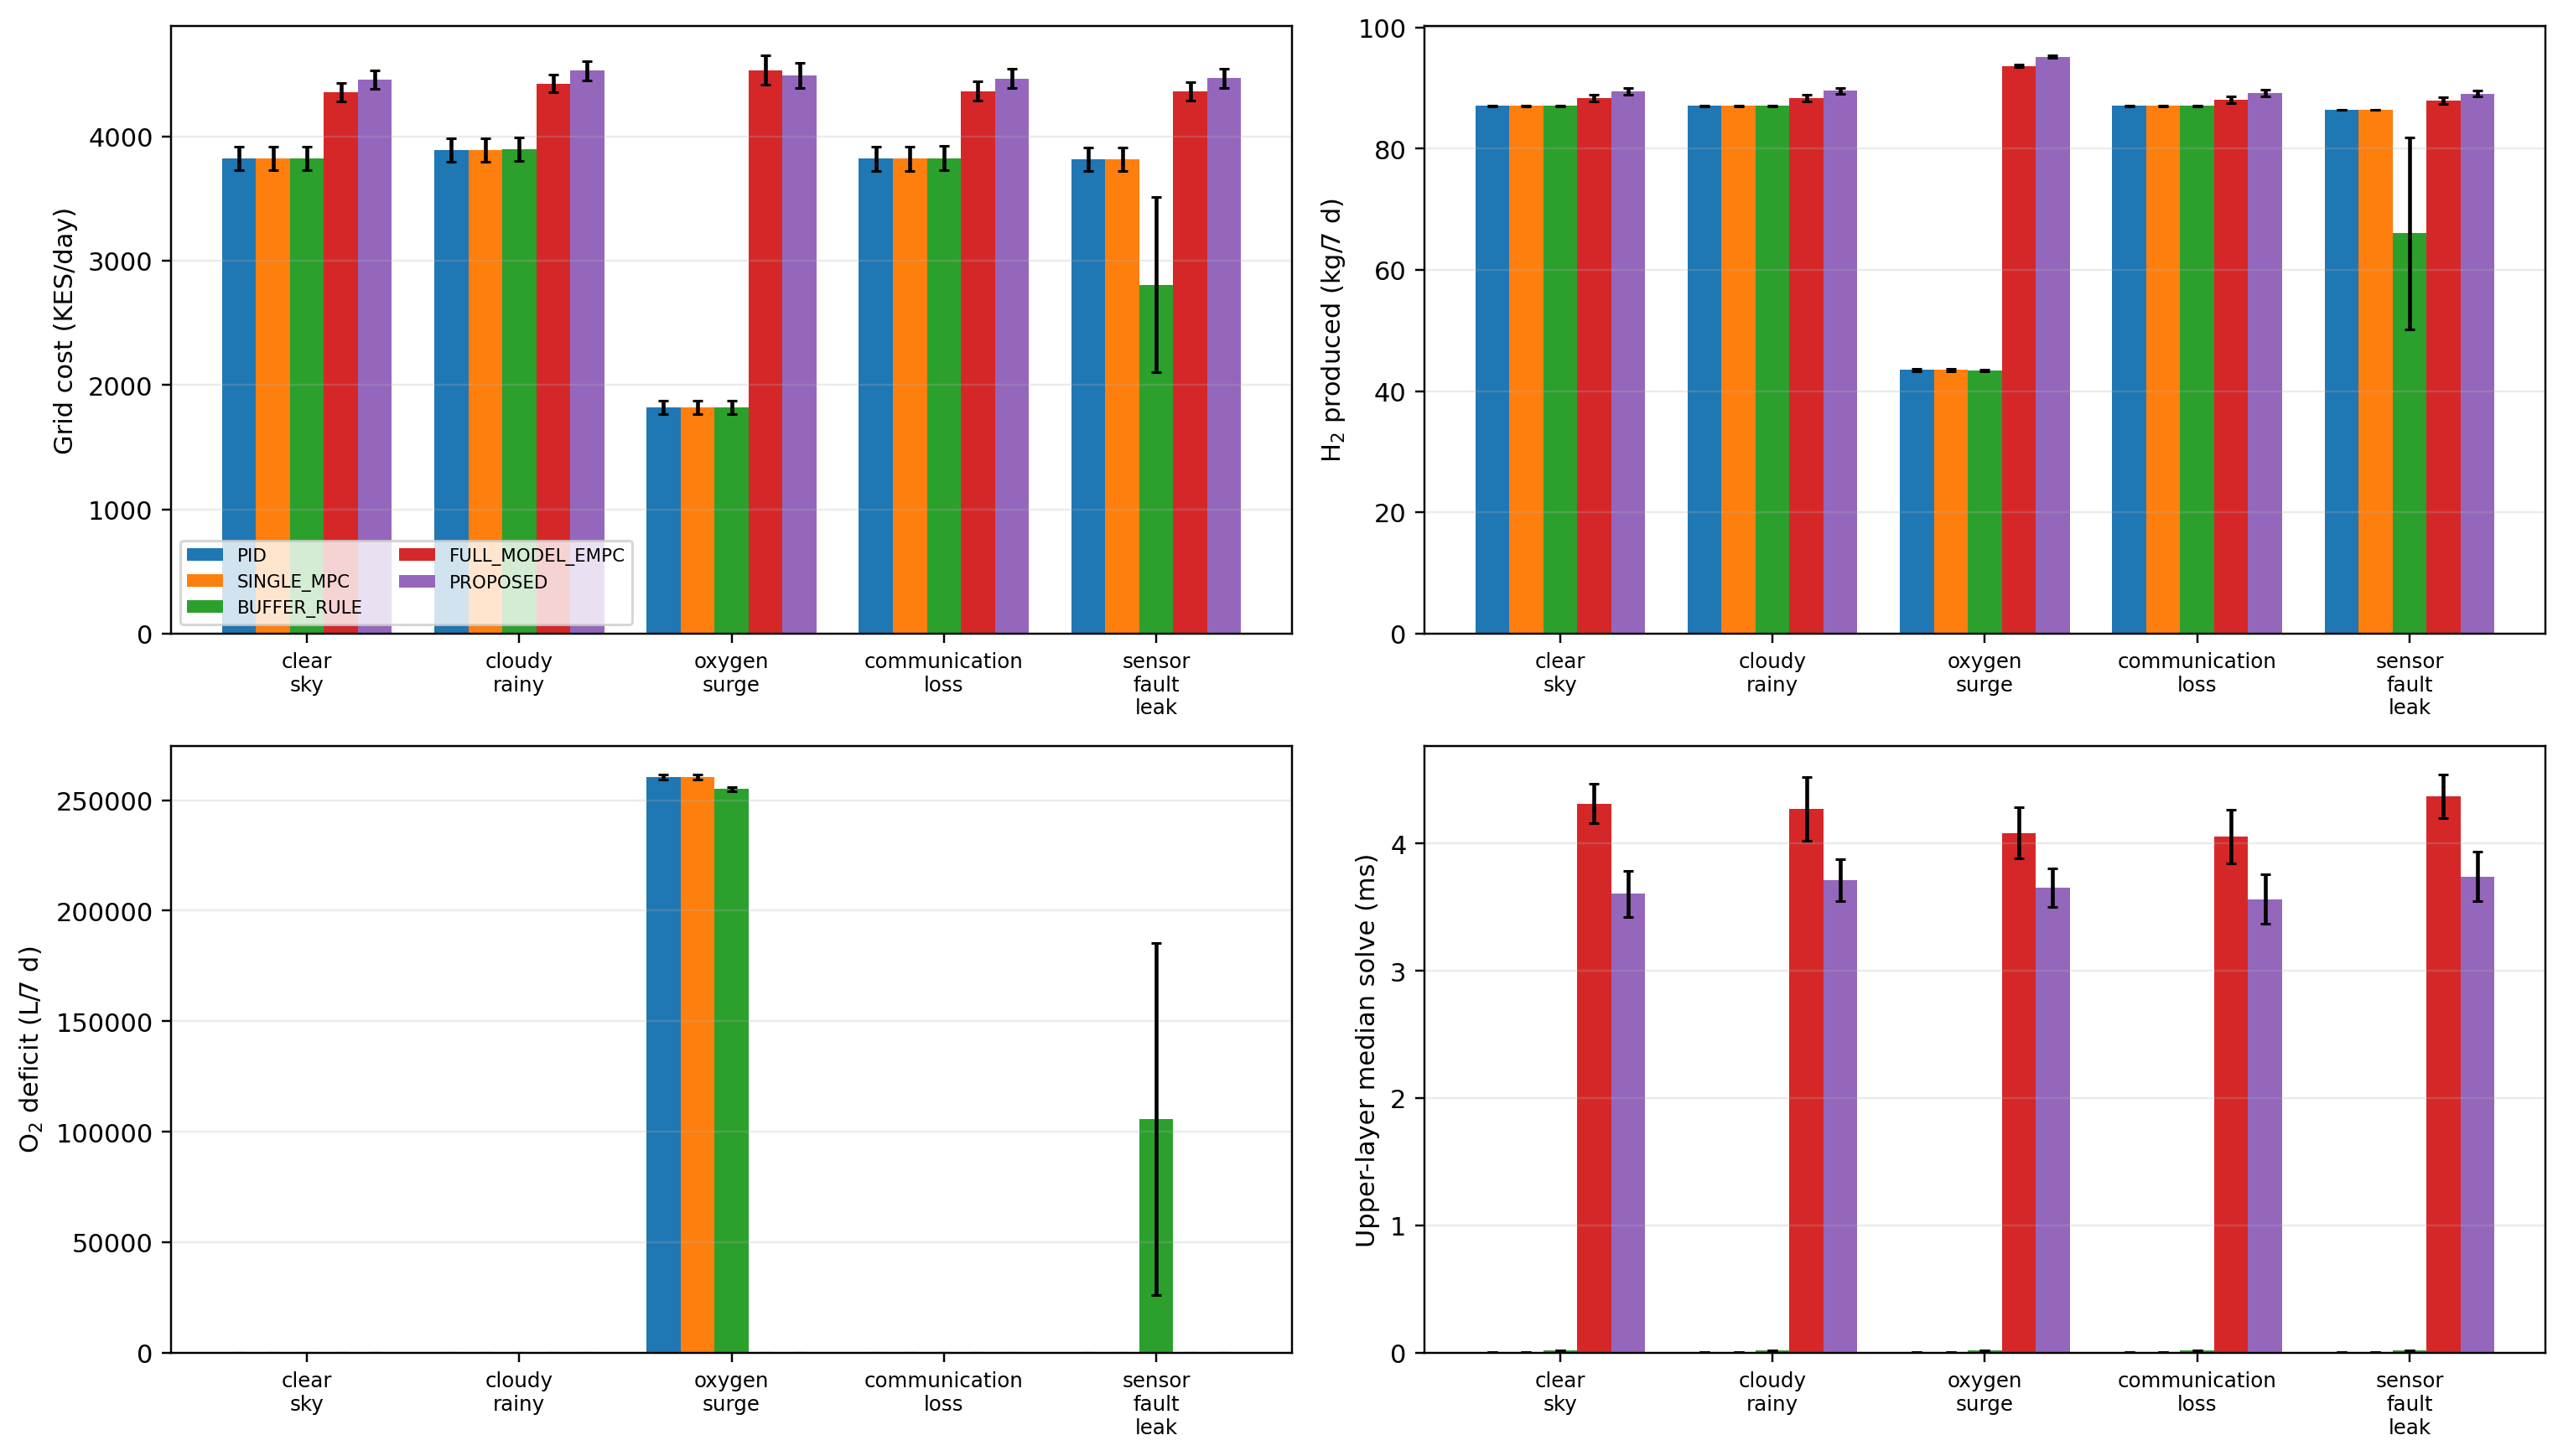 Grid cost (KES/day)
4000
3000
2000
1000
0
PID
SINGLE_MPC
BUFFER_RULE
FULL_MODEL_EMPC
PROPOSED
clear
sky
cloudy
rainy
oxygen
surge
communication
loss
sensor
fault
leak
H₂ produced (kg/7 d)
100
80
60
40
20
0
clear
sky
cloudy
rainy
oxygen
surge
communication
loss
sensor
fault
leak
O₂ deficit (L/7 d)
250000
200000
150000
100000
50000
0
clear
sky
cloudy
rainy
oxygen
surge
communication
loss
sensor
fault
leak
Upper-layer median solve (ms)
4
3
2
1
0
clear
sky
cloudy
rainy
oxygen
surge
communication
loss
sensor
fault
leak